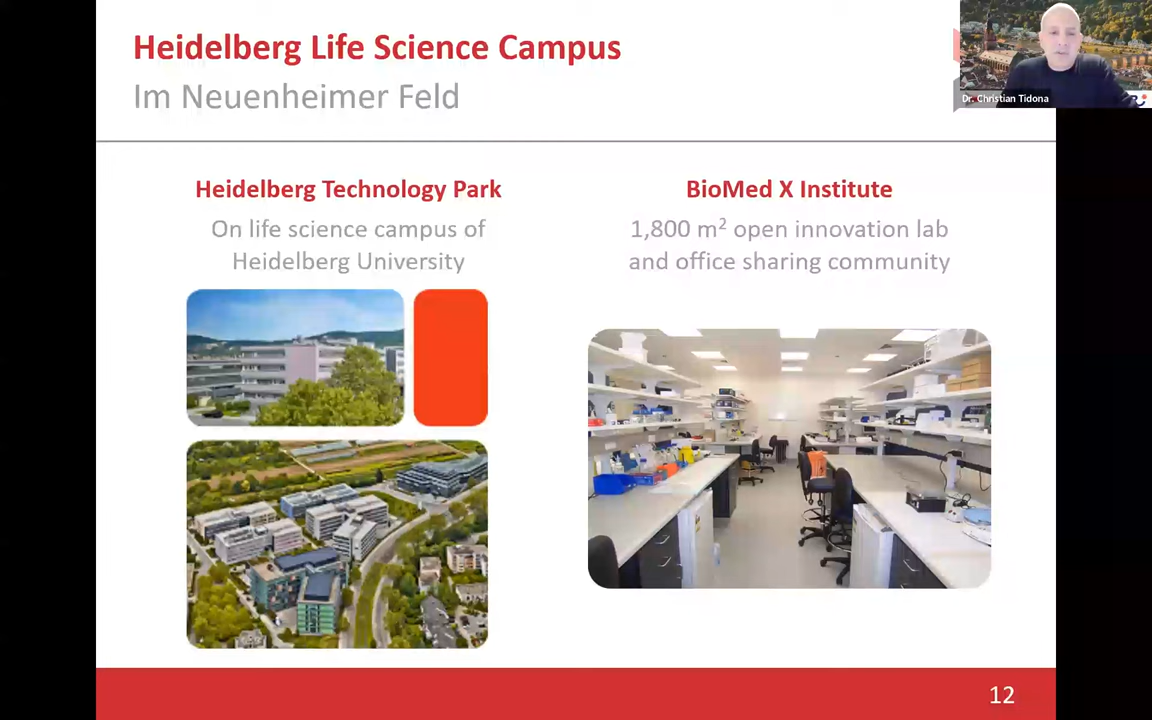 Heidelberg Life Science Campus
Im Neuenheimer Feld
Dr. Christian Tidona
Heidelberg Technology Park
On life science campus of
Heidelberg University
BioMed X Institute
1,800 m² open innovation lab
and office sharing community
12